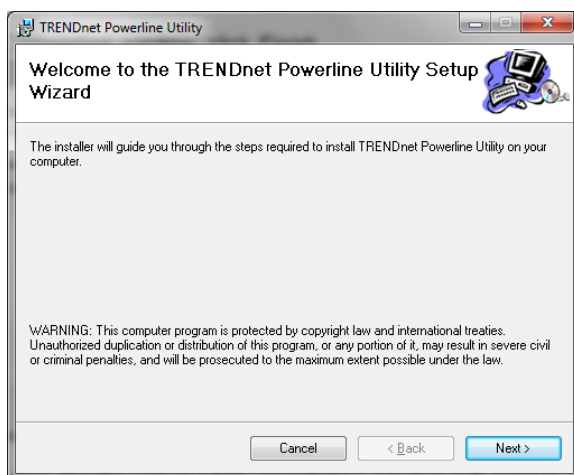 TRENDnet Powerline Utility
Welcome to the TRENDnet Powerline Utility Setup
Wizard
The installer will guide you through the steps required to install TRENDnet Powerline Utility on your
computer.
WARNING: This computer program is protected by copyright law and international treaties.
Unauthorized duplication or distribution of this program, or any portion of it, may result in severe civil
or criminal penalties, and will be prosecuted to the maximum extent possible under the law.
Cancel
< Back
Next >